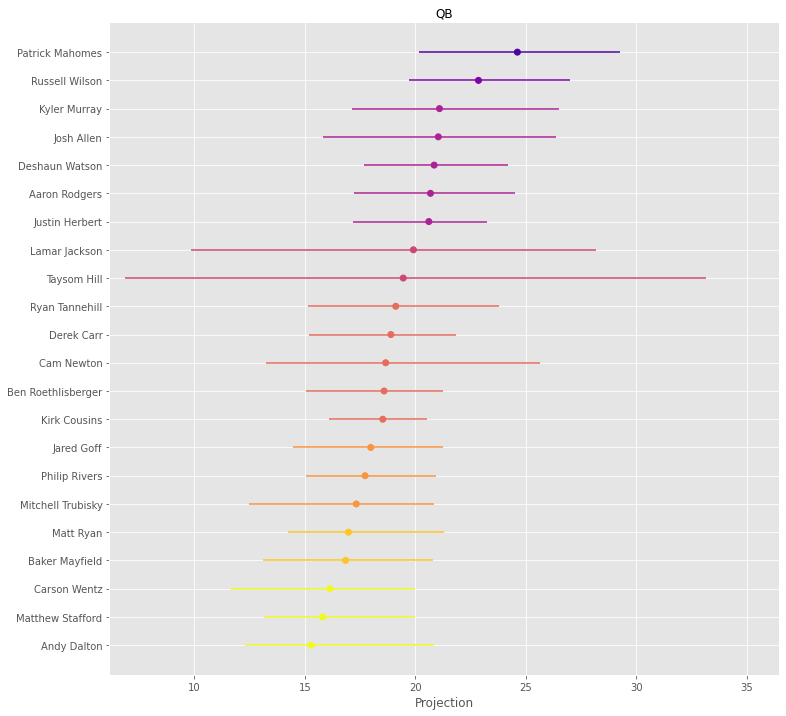 QB
Patrick Mahomes
Russell Wilson
Kyler Murray
Josh Allen
Deshaun Watson
Aaron Rodgers
Justin Herbert
Lamar Jackson
Taysom Hill
Ryan Tannehill
Derek Carr
Cam Newton
Ben Roethlisberger
Kirk Cousins
Jared Goff
Philip Rivers
Mitchell Trubisky
Matt Ryan
Baker Mayfield
Carson Wentz
Matthew Stafford
Andy Dalton
10 15 20 25 30 35
Projection